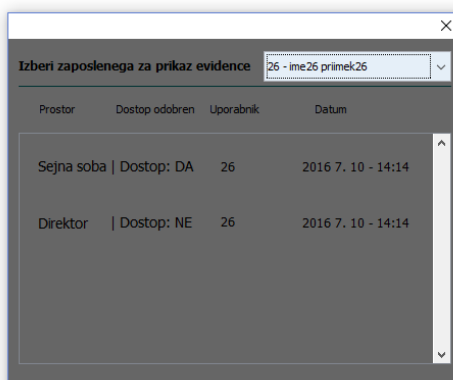 Izberi zaposlenega za prikaz evidence 26 - ime26 priimek26
Prostor Dostop odobren Uporabnik Datum
Sejna soba | Dostop: DA 26 2016 7. 10 - 14:14
Direktor | Dostop: NE 26 2016 7. 10 - 14:14